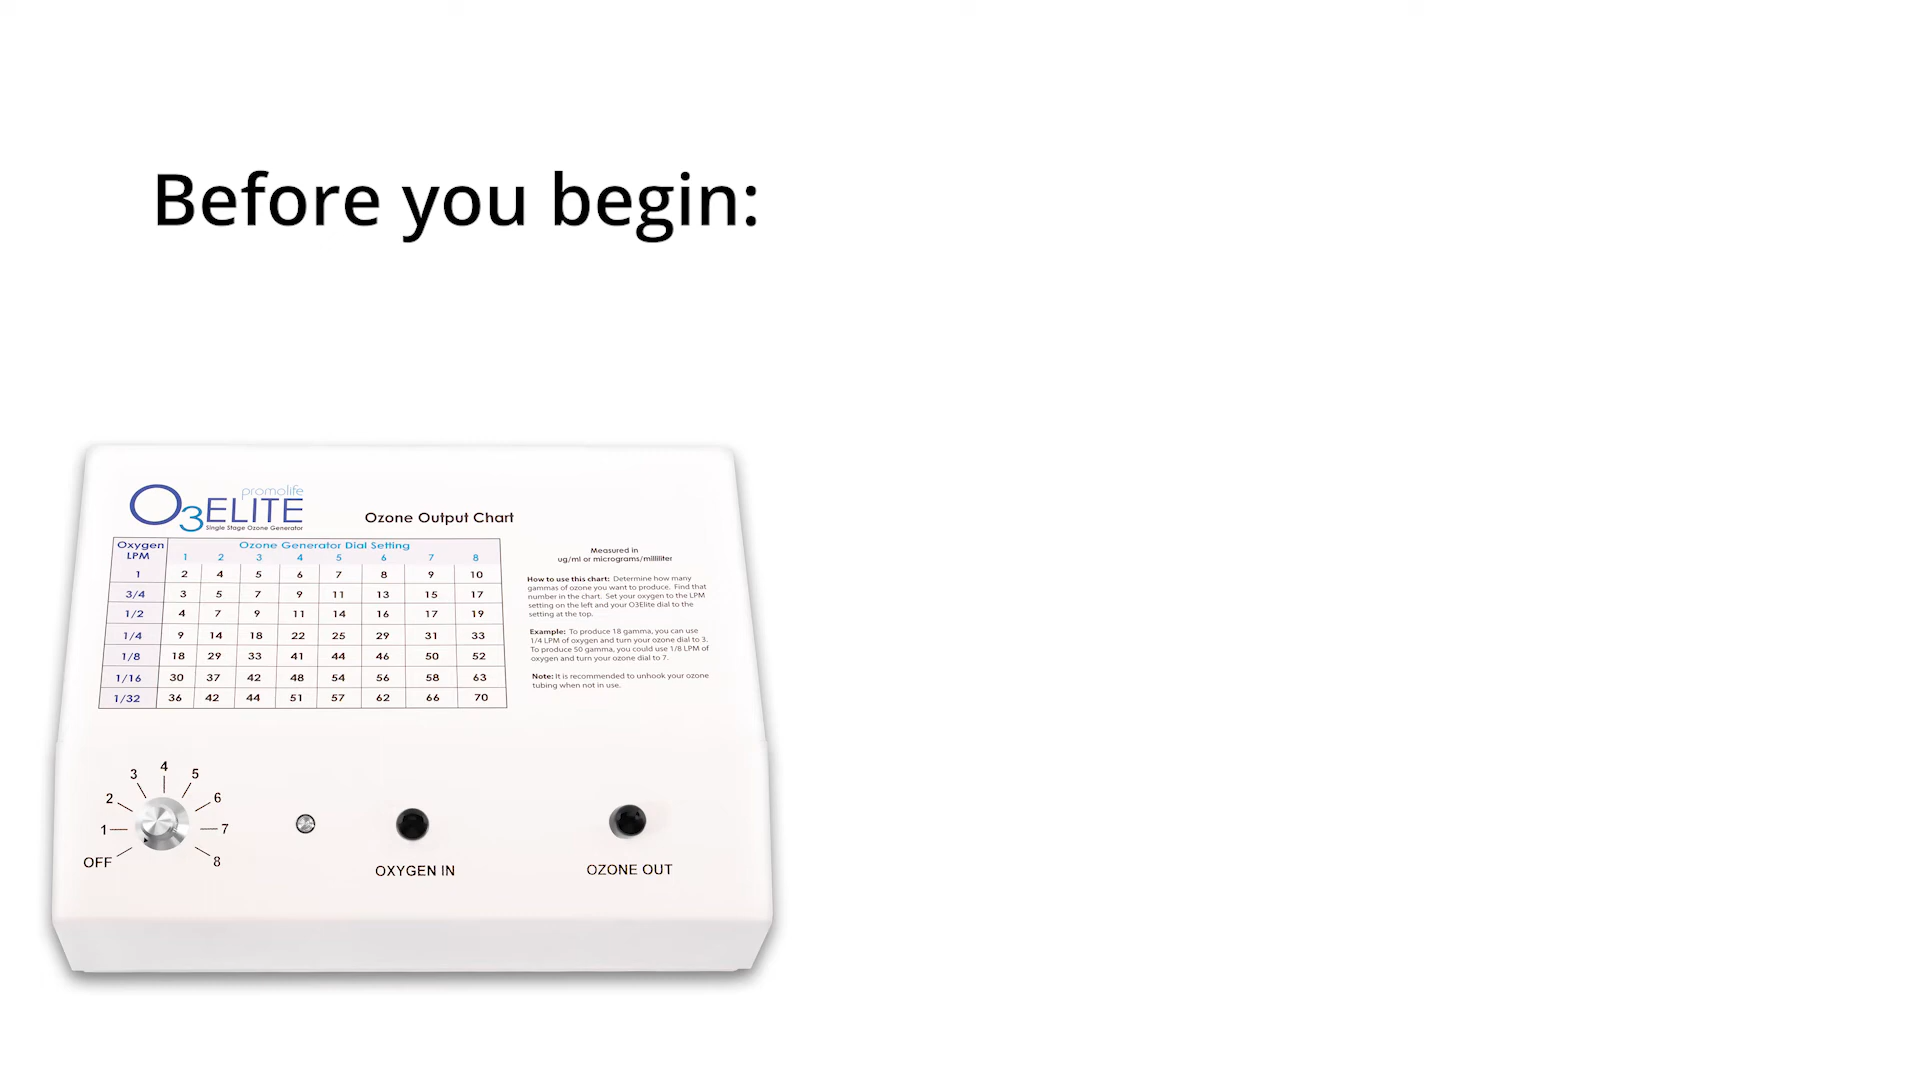 Before you begin:
promolife
O3ELITE
Single Stage Ozone Generator
Ozone Output Chart
Oxygen LPM
Ozone Generator Dial Setting
1 2 3 4 5 6 7 8
1 2 4 5 6 7 8 9 10
3/4 3 5 7 9 11 13 15 17
1/2 4 7 9 11 14 16 17 19
1/4 9 14 18 22 25 29 31 33
1/8 18 29 33 41 44 46 50 52
1/16 30 37 42 48 54 56 58 63
1/32 36 42 44 51 57 62 66 70
Measured in
ug/ml or micrograms/milliliter
How to use this chart: Determine how many
gammas of ozone you want to produce. Find that
number in the chart. Set your oxygen to the LPM
setting on the left and your O3Elite dial to the
setting at the top.
Example: To produce 18 gamma, you can use
1/4 LPM of oxygen and turn your ozone dial to 3.
To produce 50 gamma, you could use 1/8 LPM of
oxygen and turn your ozone dial to 7.
Note: It is recommended to unhook your ozone
tubing when not in use.
OFF 1 2 3 4 5 6 7 8
OXYGEN IN
OZONE OUT